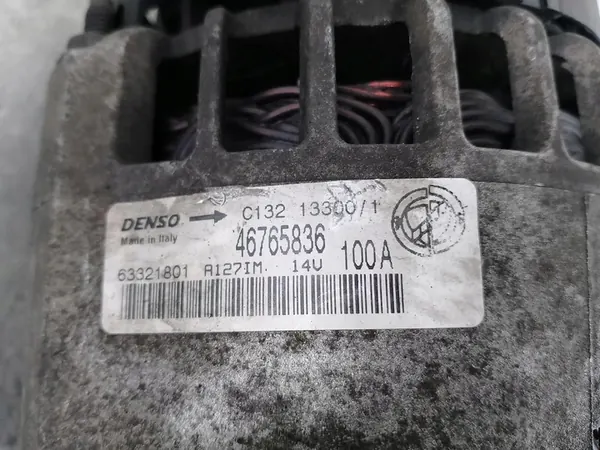 DENSO → C132 13300/1
Made in Italy
46765836
63321801 A127IM. 14V 100A